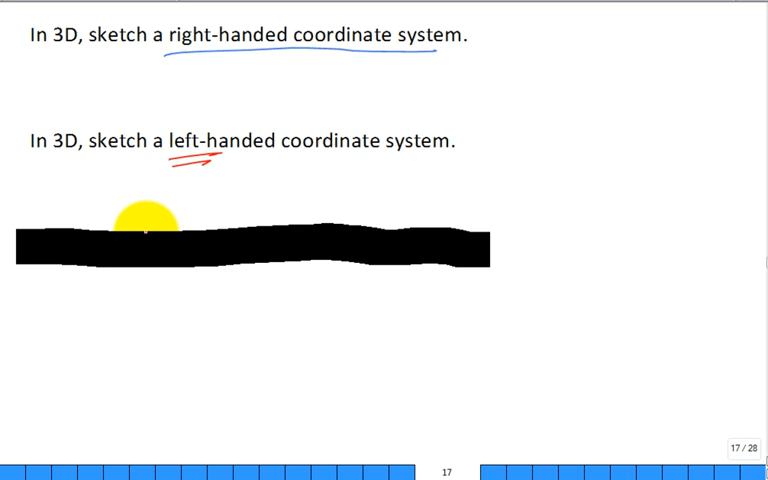 In 3D, sketch a right-handed coordinate system.
In 3D, sketch a left-handed coordinate system.
17 / 28
17